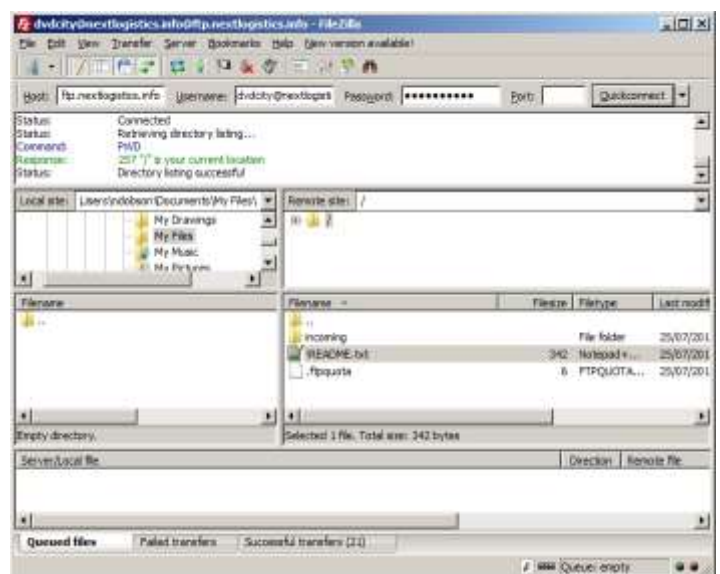 dvdcity@nextlogistics.info@ftp.nextlogistics.info - FileZilla
File Edit View Transfer Server Bookmarks Help New version available!
Host: ftp.nextlogistics.info Username: dvdcity@nextlogisti Password: ●●●●●●●●●● Port: Quickconnect
Status: Connected
Status: Retrieving directory listing...
Command: PWD
Response: 257 "/" is your current location
Status: Directory listing successful
Local site: Users\ndobson\Documents\My Files\
Remote site: /
My Drawings
My Files
My Music
My Pictures
/
Filename
..
Empty directory.
Filename Filesize Filetype Last modifi
..
incoming File folder 25/07/201
!README.txt 342 Notepad+... 25/07/201
.ftpquota 6 FTPQUOTA... 25/07/201
Selected 1 file. Total size: 342 bytes
Server/Local file Direction Remote file
Queued files Failed transfers Successful transfers (21)
Queue: empty